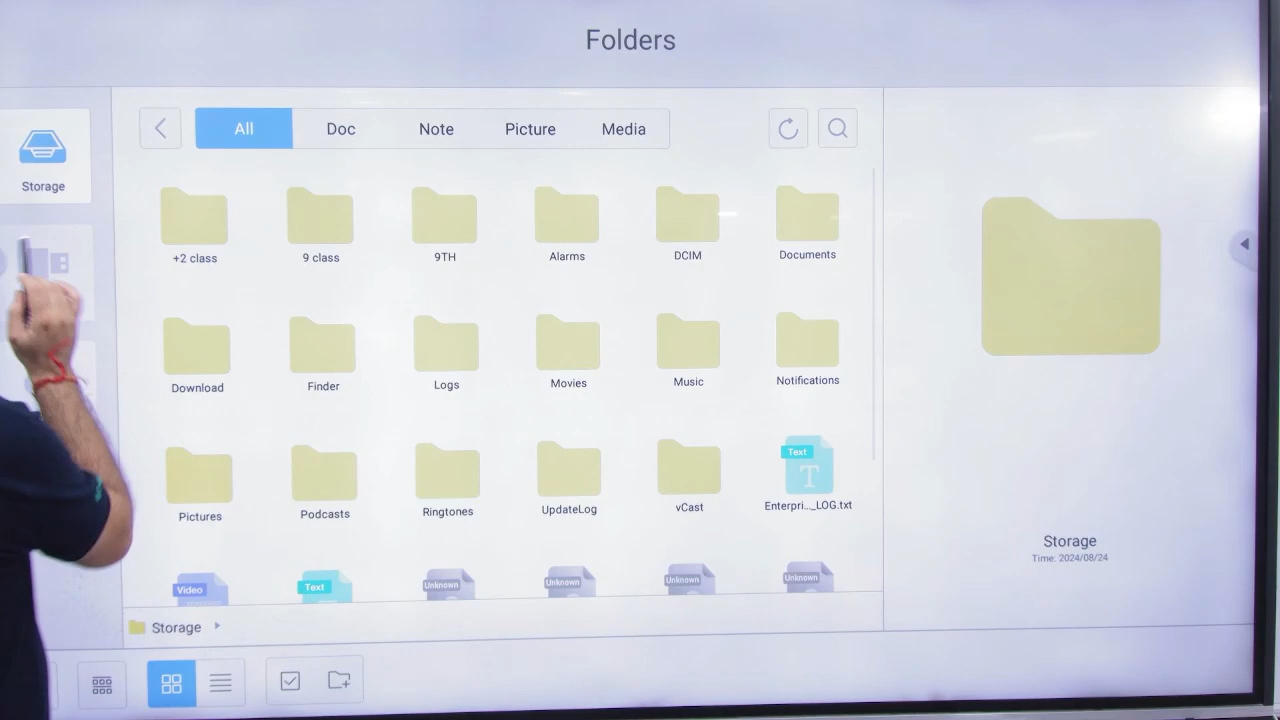 Folders
All Doc Note Picture Media
Storage
+2 class 9 class 9TH Alarms DCIM Documents
Download Finder Logs Movies Music Notifications
Text
Pictures Podcasts Ringtones UpdateLog vCast Enterpri..._LOG.txt
Storage
Time: 2024/08/24
Video Text Unknown Unknown Unknown Unknown
Storage